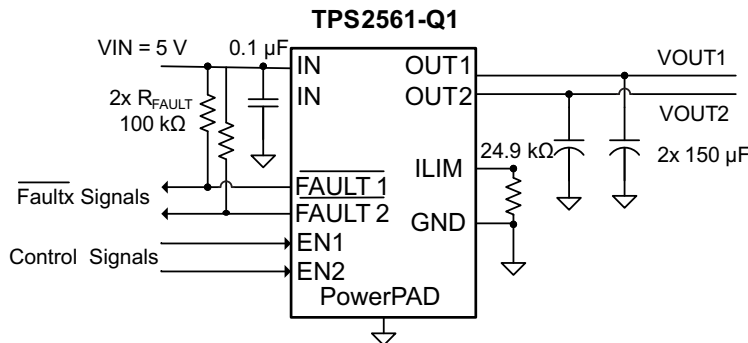 TPS2561-Q1
VIN = 5 V
0.1 µF
2x RFAULT
100 kΩ
IN
IN
OUT1
OUT2
VOUT1
VOUT2
2x 150 µF
24.9 kΩ
ILIM
GND
Faultx Signals
FAULT 1
FAULT 2
Control Signals
EN1
EN2
PowerPAD